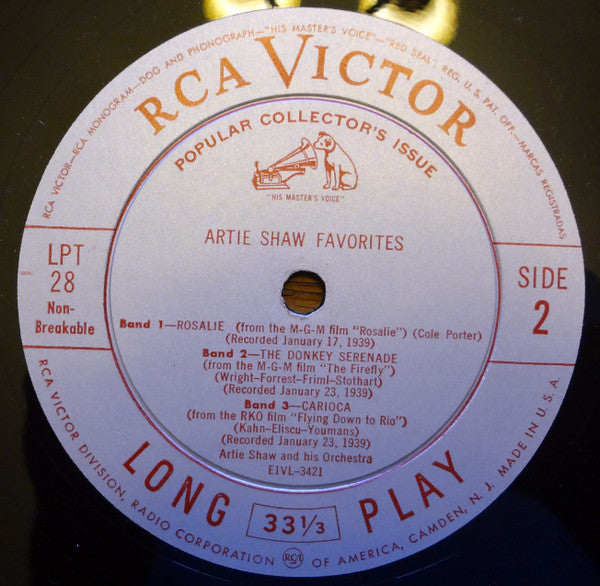 RCA VICTOR—RCA MONOGRAM—DOG AND PHONOGRAPH—"HIS MASTER'S VOICE"—"RED SEAL" REG. U. S. PAT. OFF.—MARCAS REGISTRADAS
RCA VICTOR
POPULAR COLLECTOR'S ISSUE
"HIS MASTER'S VOICE"
ARTIE SHAW FAVORITES
LPT
28
Non-
Breakable
SIDE
2
Band 1—ROSALIE (from the M-G-M film "Rosalie") (Cole Porter)
(Recorded January 17, 1939)
Band 2—THE DONKEY SERENADE
(from the M-G-M film "The Firefly")
(Wright-Forrest-Friml-Stothart)
(Recorded January 23, 1939)
Band 3—CARIOCA
(from the RKO film "Flying Down to Rio")
(Kahn-Eliscu-Youmans)
(Recorded January 23, 1939)
Artie Shaw and his Orchestra
E1VL-3421
LONG 33 1/3 PLAY
RCA VICTOR DIVISION, RADIO CORPORATION RCA OF AMERICA, CAMDEN, N. J. MADE IN U. S. A.